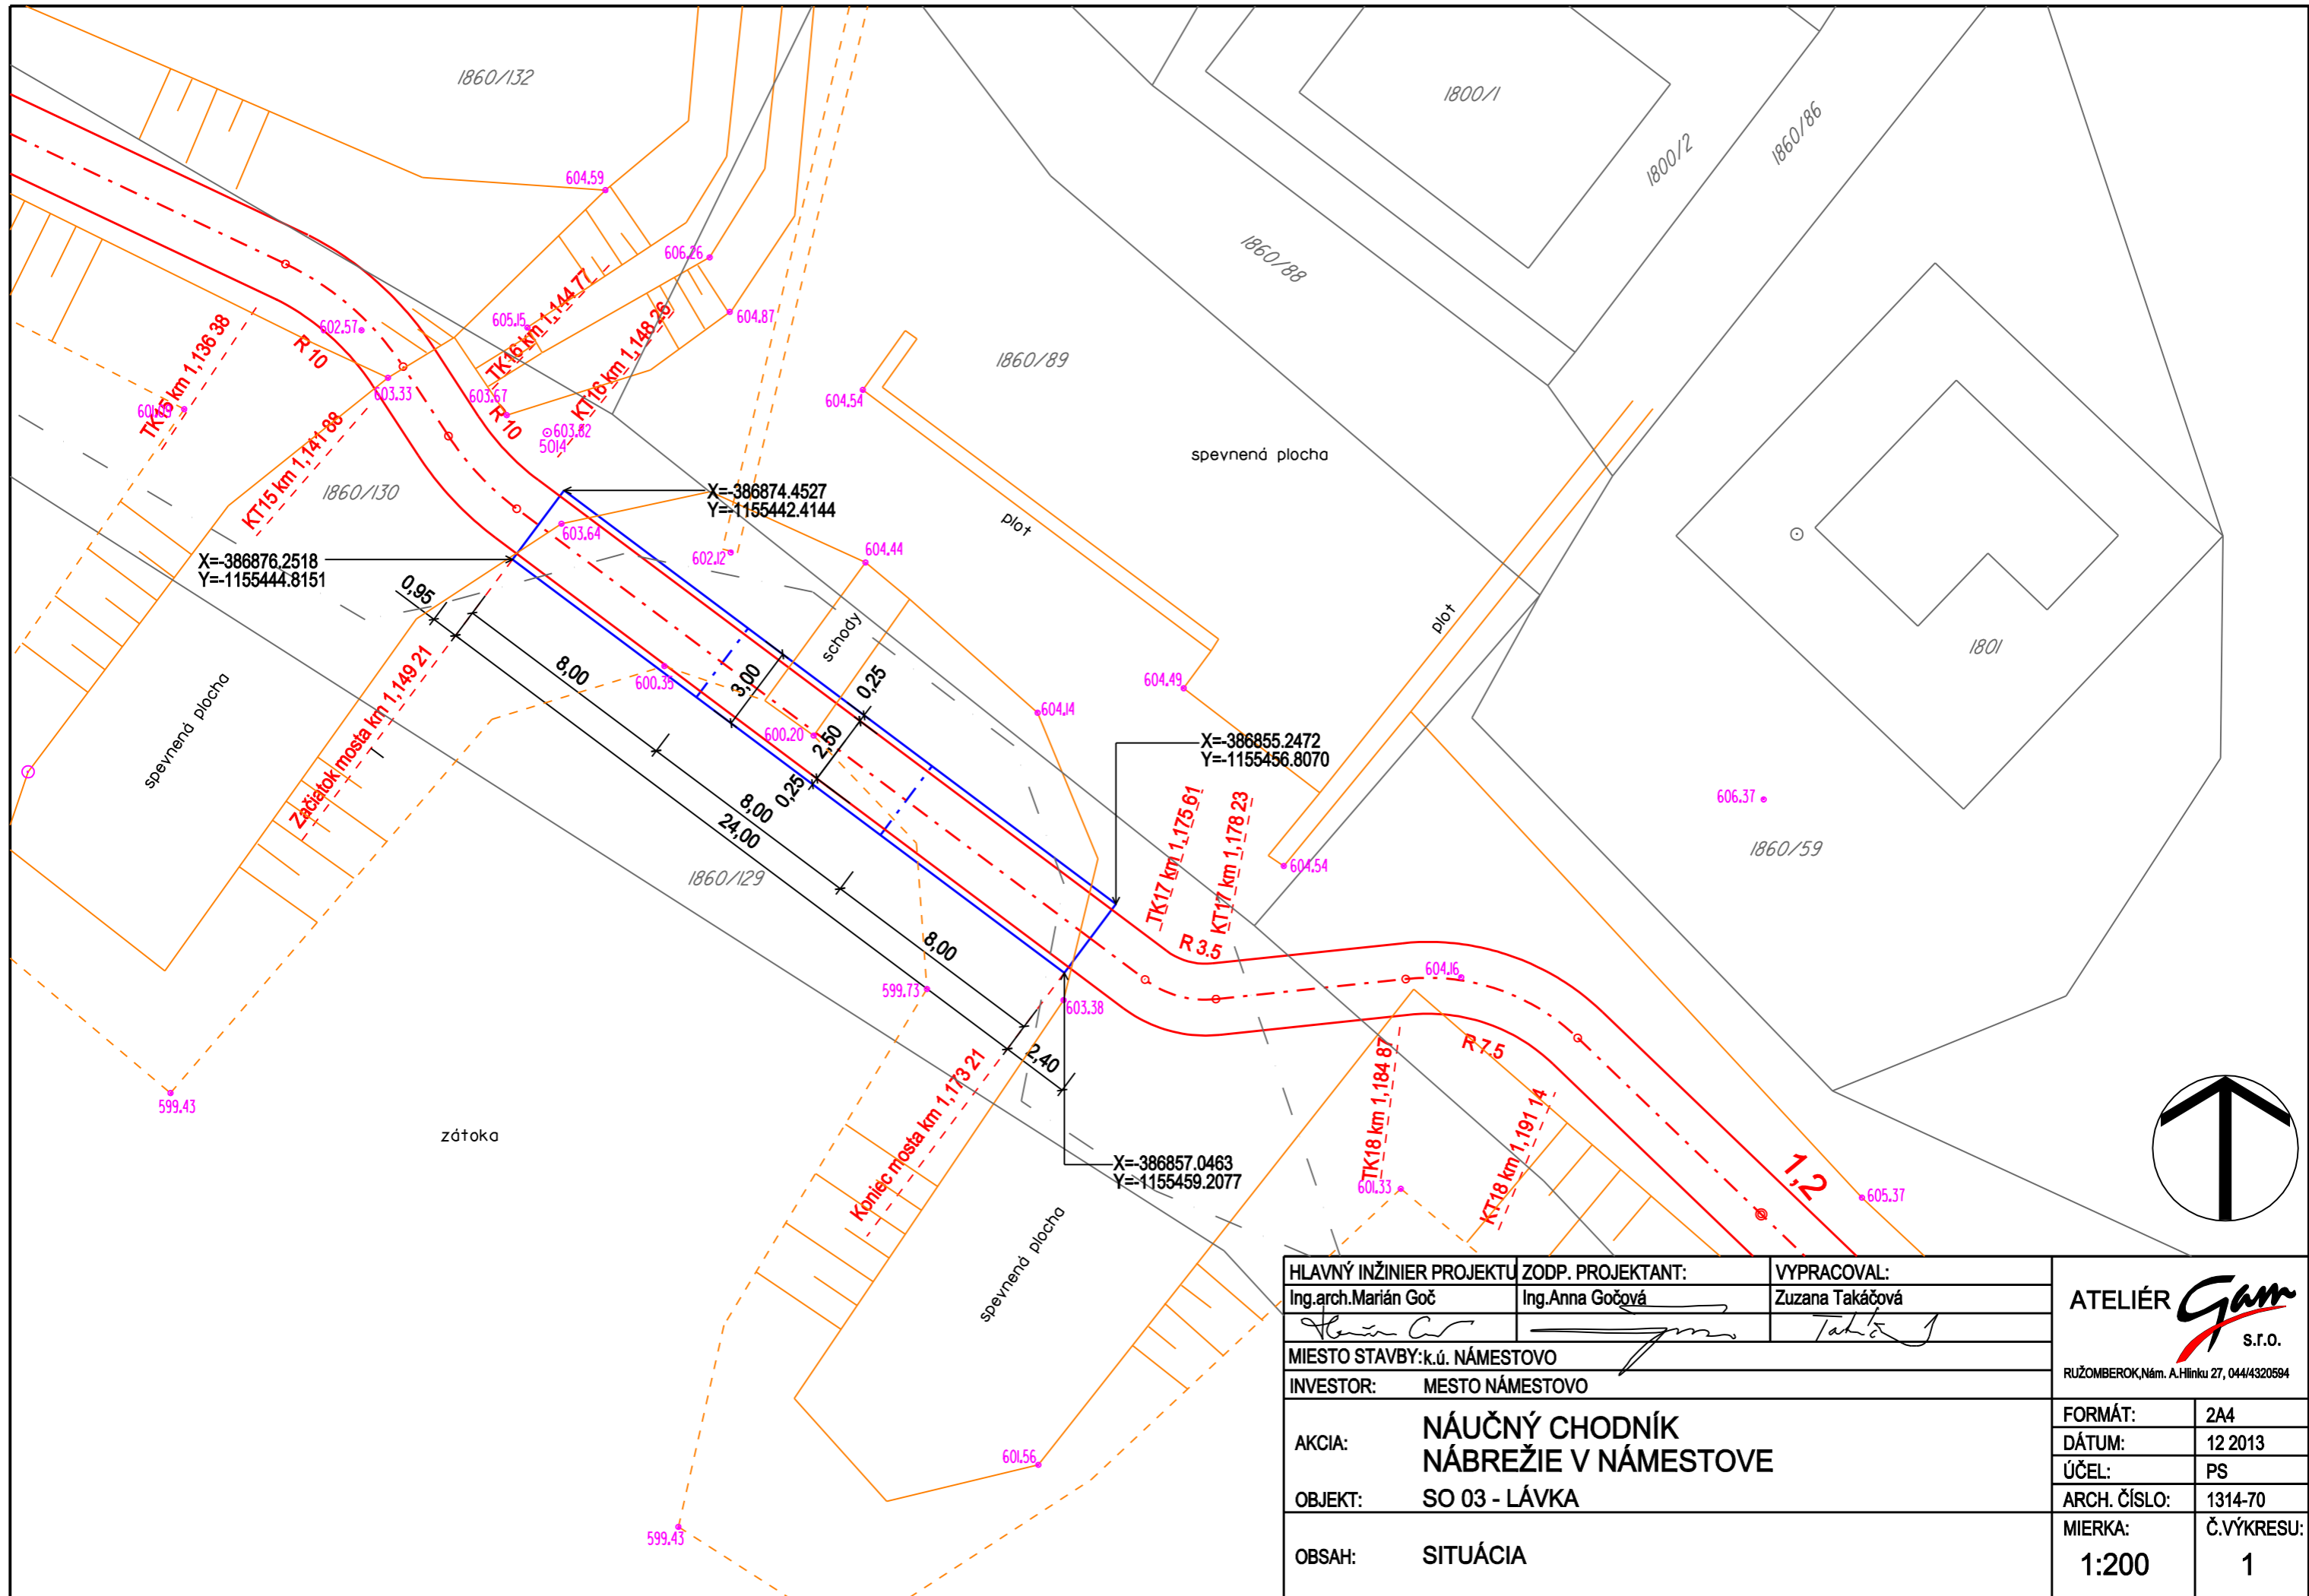 1860/132
1800/1
1800/2
1860/86
604.59
1860/88
606.26
TK16 km 1,144 77
605.15
604.87
KT16 km 1,148 26
602.57
R 10
TK15 km 1,136 38
603.33
603.67
R 10
1860/89
604.54
603.82
5014
KT15 km 1,141 88
1860/130
spevnená plocha
X=-386874.4527
Y=-1155442.4144
plot
603.64
602.12
604.44
X=-386876.2518
Y=-1155444.8151
0,95
schody
plot
1801
8,00
600.35
3,00
0,25
604.49
604.14
spevnená plocha
Začiatok mosta km 1,149 21
600.20
2,50
X=-386855.2472
Y=-1155456.8070
0,25
8,00
24,00
606.37
1860/59
TK17 km 1,175 61
KT17 km 1,178 23
604.54
1860/129
8,00
R 3.5
604.16
599.73
603.38
2,40
R 7.5
599.43
zátoka
Koniec mosta km 1,173 21
TK18 km 1,184 87
KT18 km 1,191 14
1,2
X=-386857.0463
Y=-1155459.2077
601.33
605.37
spevnená plocha
601.56
599.43
HLAVNÝ INŽINIER PROJEKTU
ZODP. PROJEKTANT:
VYPRACOVAL:
Ing.arch.Marián Goč
Ing.Anna Gočová
Zuzana Takáčová
ATELIÉR Gam
s.r.o.
RUŽOMBEROK,Nám. A.Hlinku 27, 044/4320594
MIESTO STAVBY: k.ú. NÁMESTOVO
INVESTOR: MESTO NÁMESTOVO
AKCIA: NÁUČNÝ CHODNÍK
NÁBREŽIE V NÁMESTOVE
OBJEKT: SO 03 - LÁVKA
OBSAH: SITUÁCIA
FORMÁT: 2A4
DÁTUM: 12 2013
ÚČEL: PS
ARCH. ČÍSLO: 1314-70
MIERKA: Č.VÝKRESU:
1:200 1